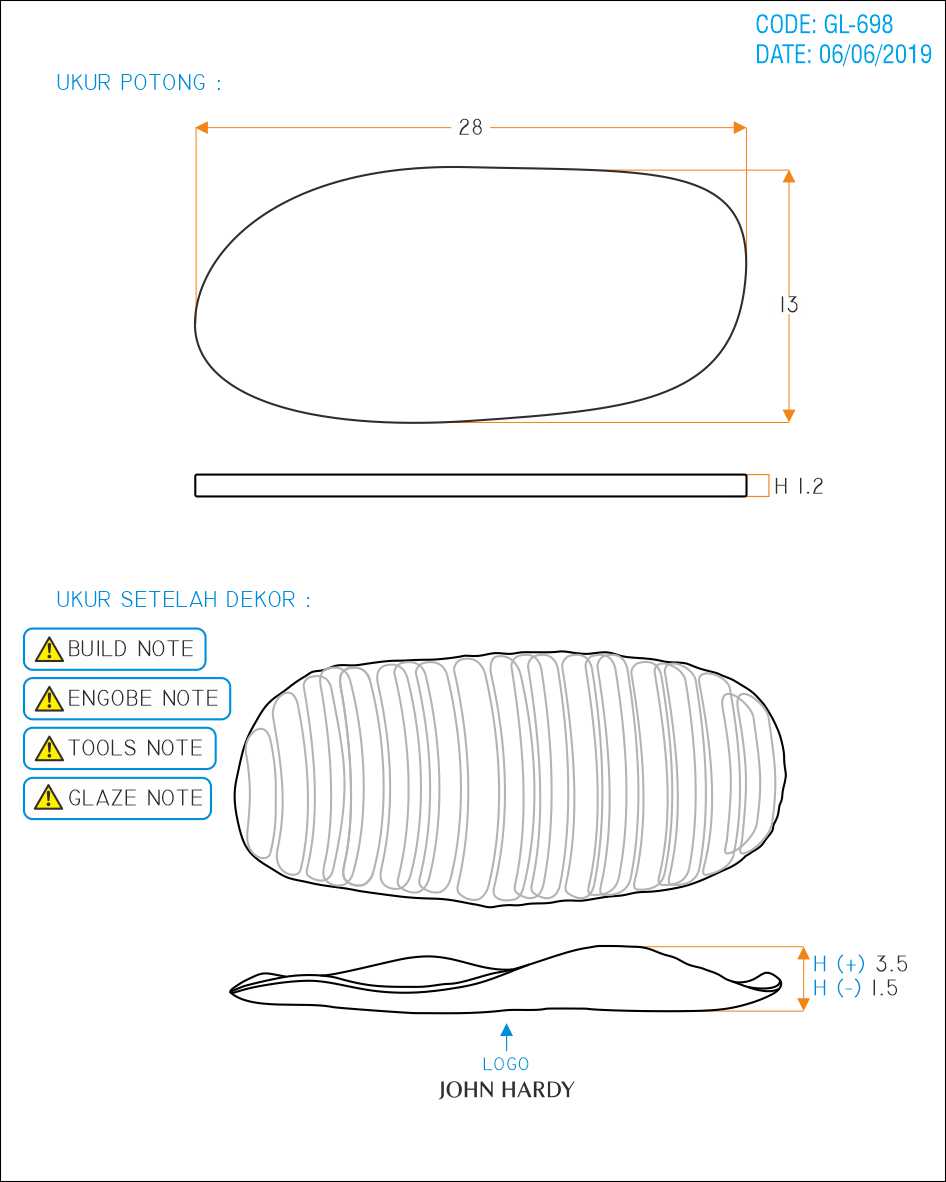 CODE: GL-698
DATE: 06/06/2019
UKUR POTONG :
28
13
H 1.2
UKUR SETELAH DEKOR :
BUILD NOTE
ENGOBE NOTE
TOOLS NOTE
GLAZE NOTE
H (+) 3.5
H (-) 1.5
LOGO
JOHN HARDY